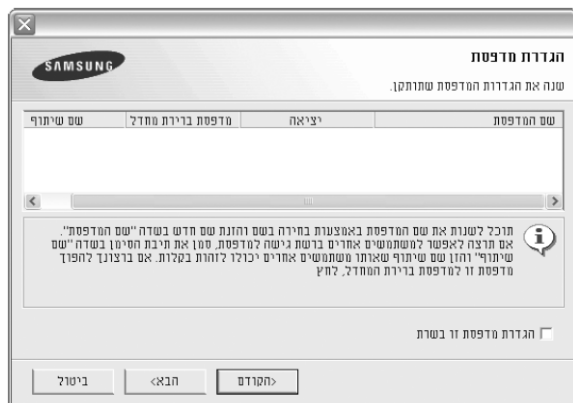 הגדרת מדפסת
SAMSUNG
שנה את הגדרות המדפסת שתותקן.
שם המדפסת יציאה מדפסת ברירת מחדל שם שיתוף
תוכל לשנות את שם המדפסת באמצעות בחירה בשם והזנת שם חדש בשדה "שם המדפסת".
אם תרצה לאפשר למשתמשים אחרים ברשת גישה למדפסת, סמן את תיבת הסימן בשדה "שם
שיתוף" והזן שם שיתוף שאותו משתמשים אחרים יכולו לזהות בקלות. אם ברצונך להפוך
מדפסת זו למדפסת ברירת המחדל, לחץ
הגדרת מדפסת זו בשרת
<הקודם
הבא>
ביטול